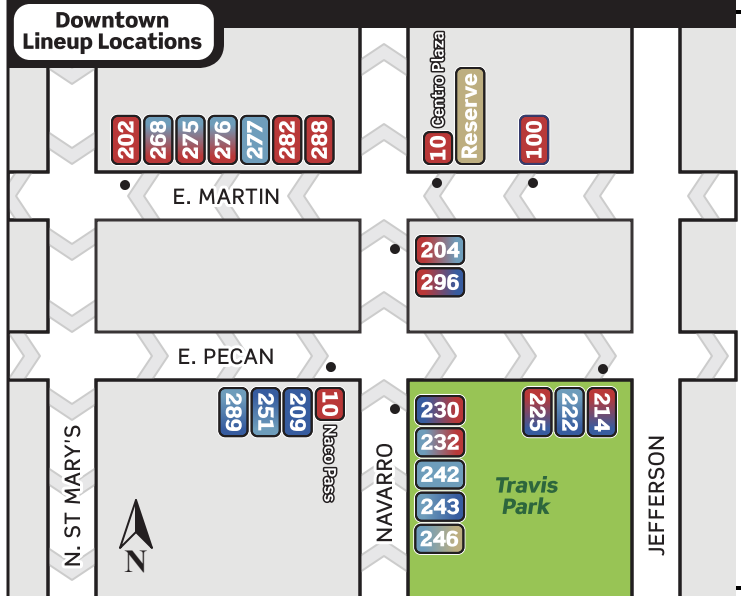 Downtown
Lineup Locations
202
268
275
276
277
282
288
10
Centro Plaza
Reserve
100
E. MARTIN
204
296
E. PECAN
289
251
209
10
Naco Pass
230
232
242
243
246
225
222
214
Travis
Park
N. ST MARY'S
NAVARRO
JEFFERSON
N